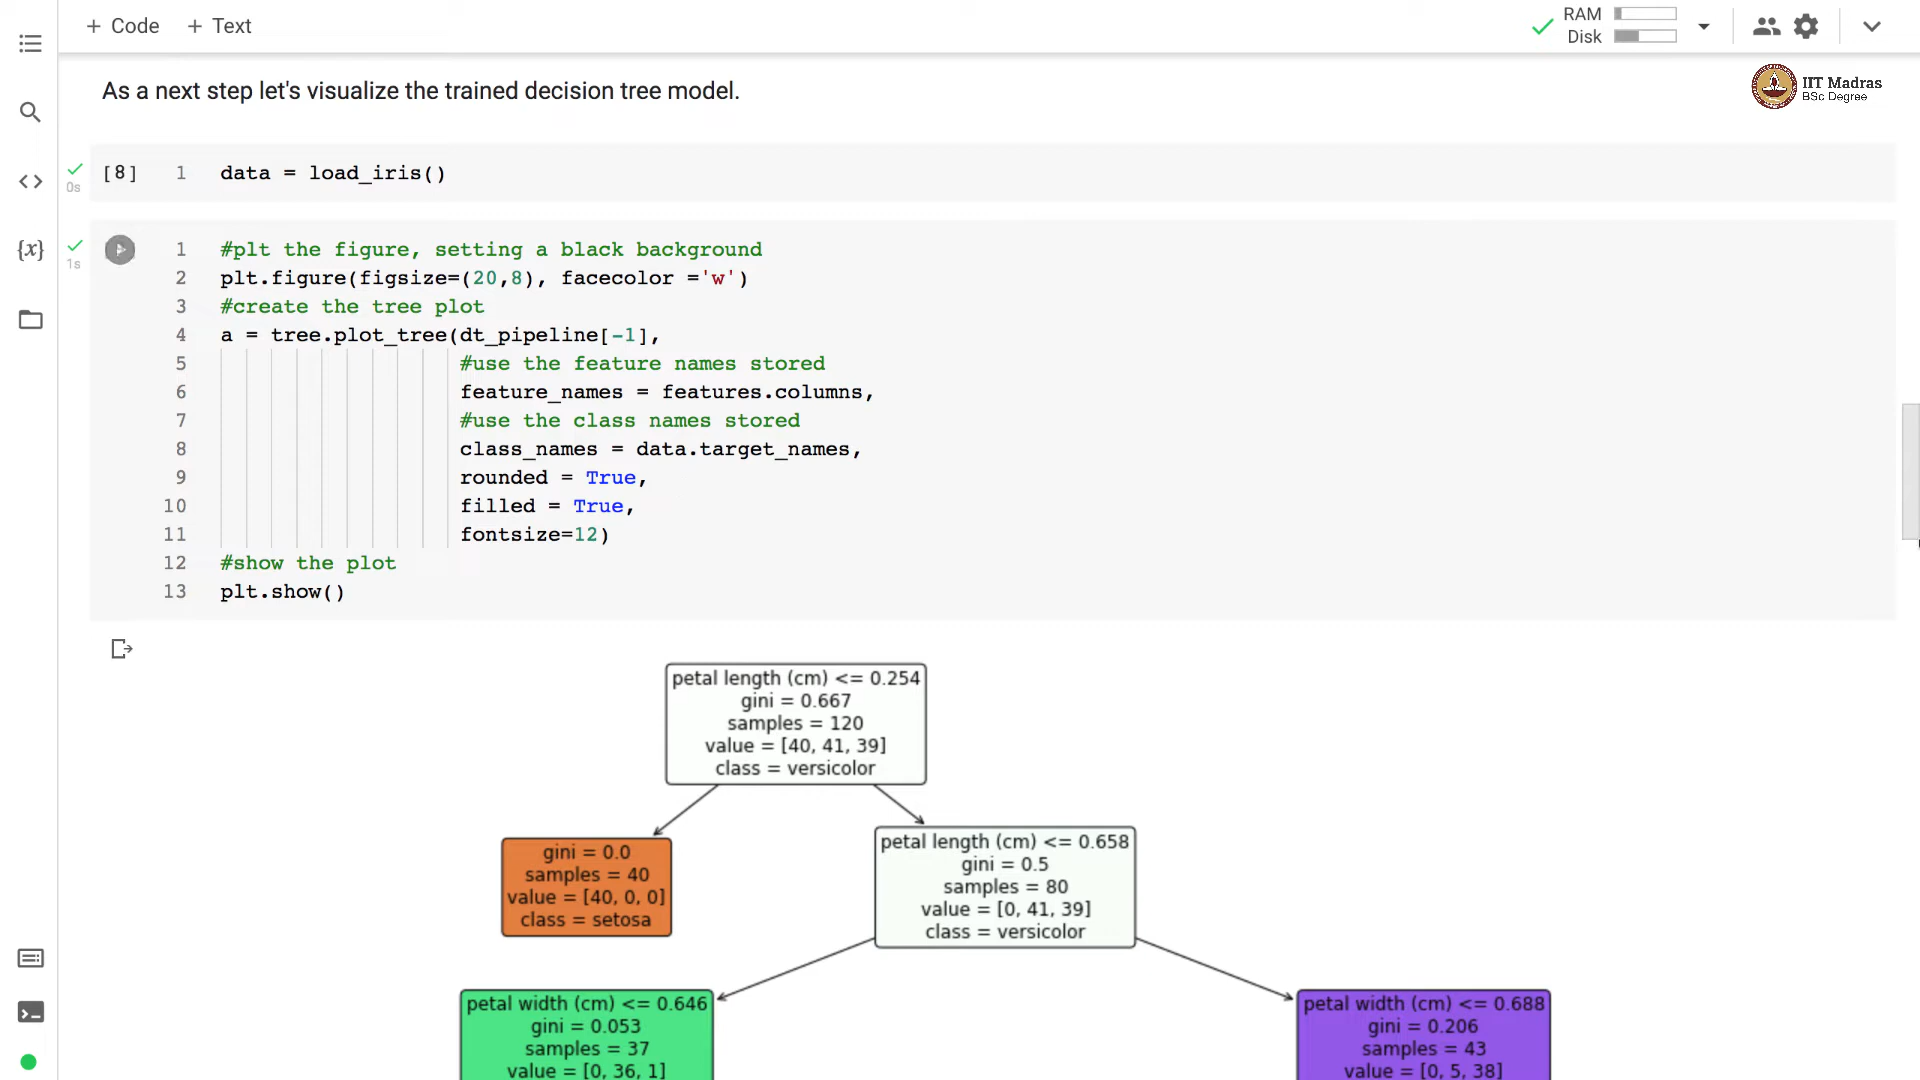 + Code + Text
RAM
Disk
As a next step let's visualize the trained decision tree model.
IIT Madras
BSc Degree
[8] 1 data = load_iris()
0s
{x}
1s
1 #plt the figure, setting a black background
2 plt.figure(figsize=(20,8), facecolor ='w')
3 #create the tree plot
4 a = tree.plot_tree(dt_pipeline[-1],
5 #use the feature names stored
6 feature_names = features.columns,
7 #use the class names stored
8 class_names = data.target_names,
9 rounded = True,
10 filled = True,
11 fontsize=12)
12 #show the plot
13 plt.show()
petal length (cm) <= 0.254
gini = 0.667
samples = 120
value = [40, 41, 39]
class = versicolor
gini = 0.0
samples = 40
value = [40, 0, 0]
class = setosa
petal length (cm) <= 0.658
gini = 0.5
samples = 80
value = [0, 41, 39]
class = versicolor
petal width (cm) <= 0.646
gini = 0.053
samples = 37
value = [0, 36, 1]
petal width (cm) <= 0.688
gini = 0.206
samples = 43
value = [0, 5, 38]